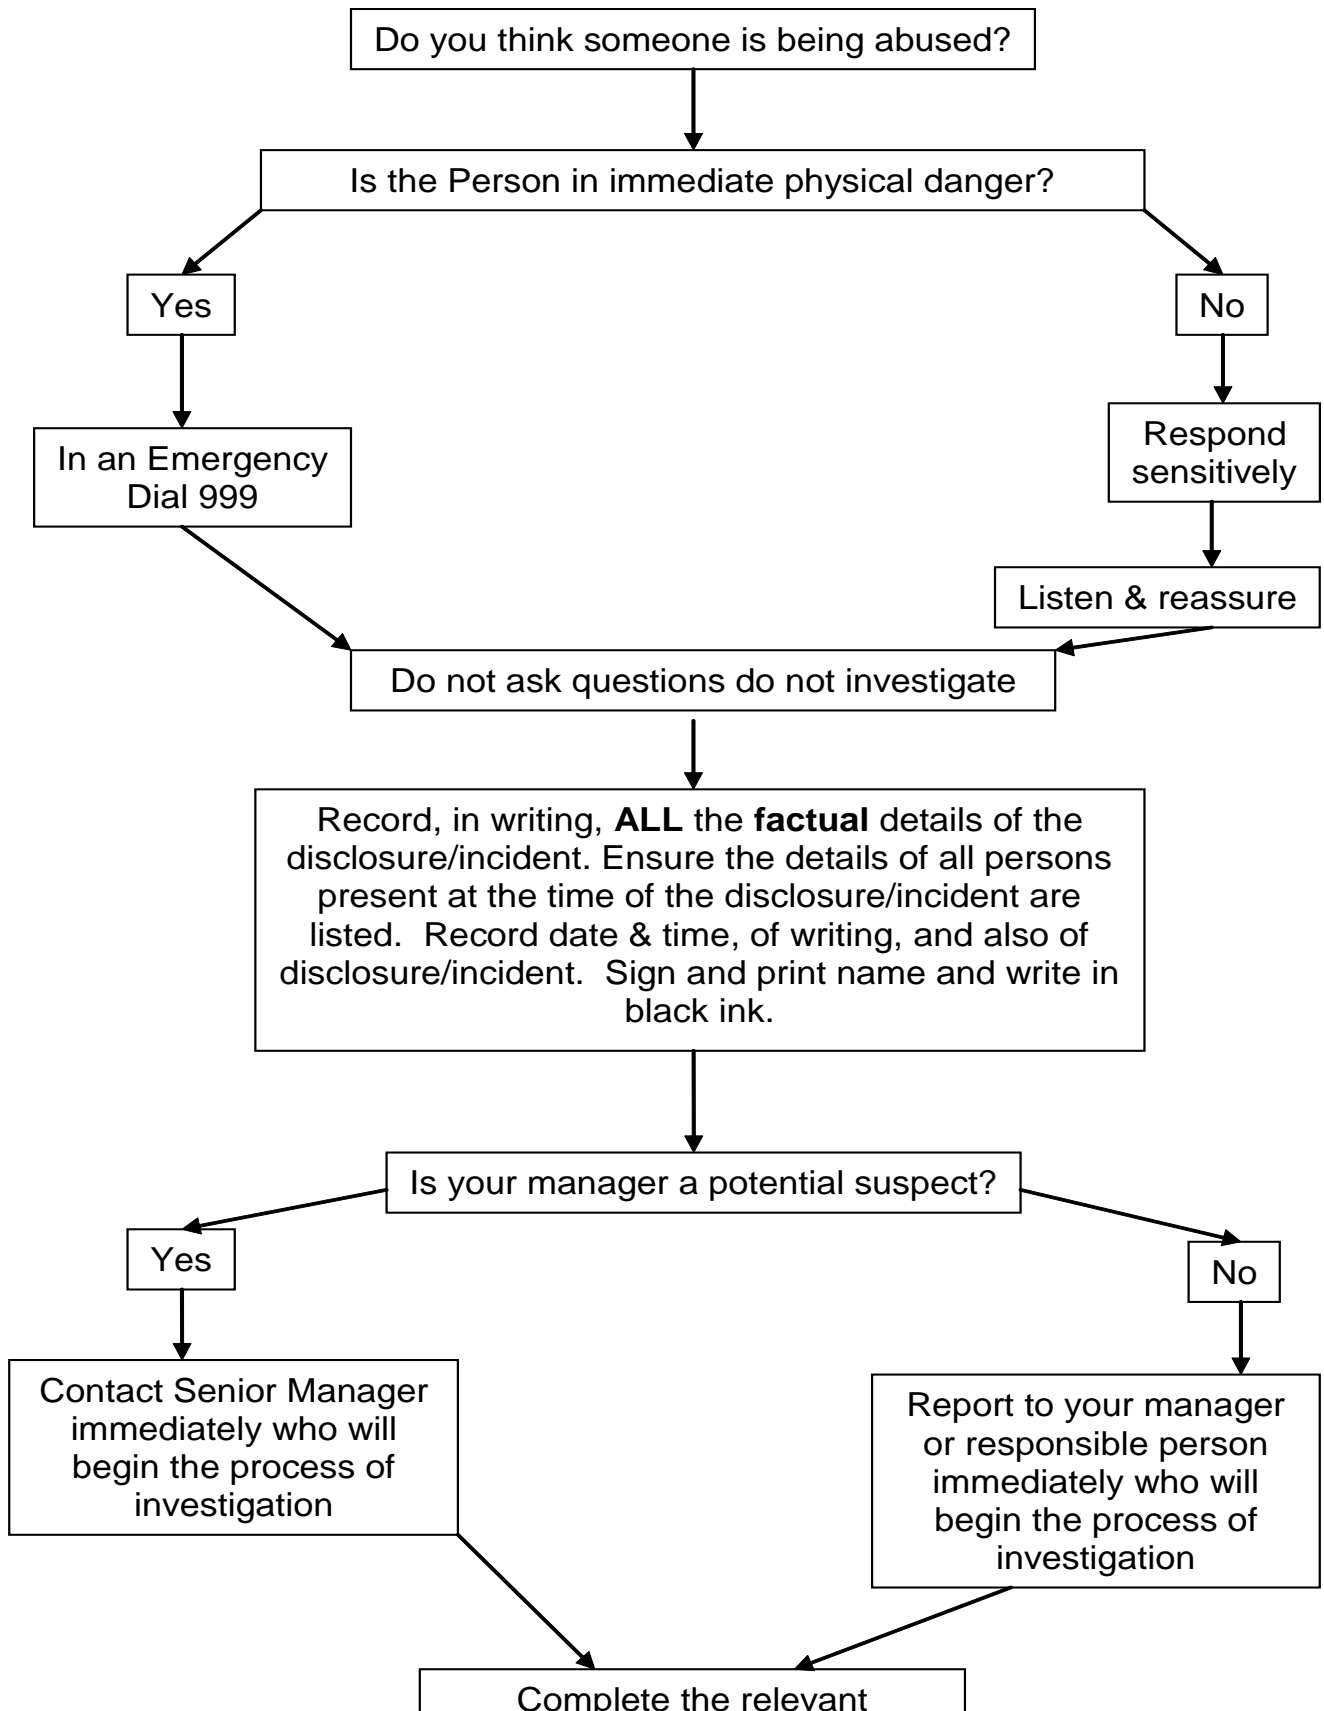 Do you think someone is being abused?
Is the Person in immediate physical danger?
Yes
No
In an Emergency
Dial 999
Respond
sensitively
Listen & reassure
Do not ask questions do not investigate
Record, in writing, ALL the factual details of the
disclosure/incident. Ensure the details of all persons
present at the time of the disclosure/incident are
listed.  Record date & time, of writing, and also of
disclosure/incident.  Sign and print name and write in
black ink.
Is your manager a potential suspect?
Yes
No
Contact Senior Manager
immediately who will
begin the process of
investigation
Report to your manager
or responsible person
immediately who will
begin the process of
investigation
Complete the relevant